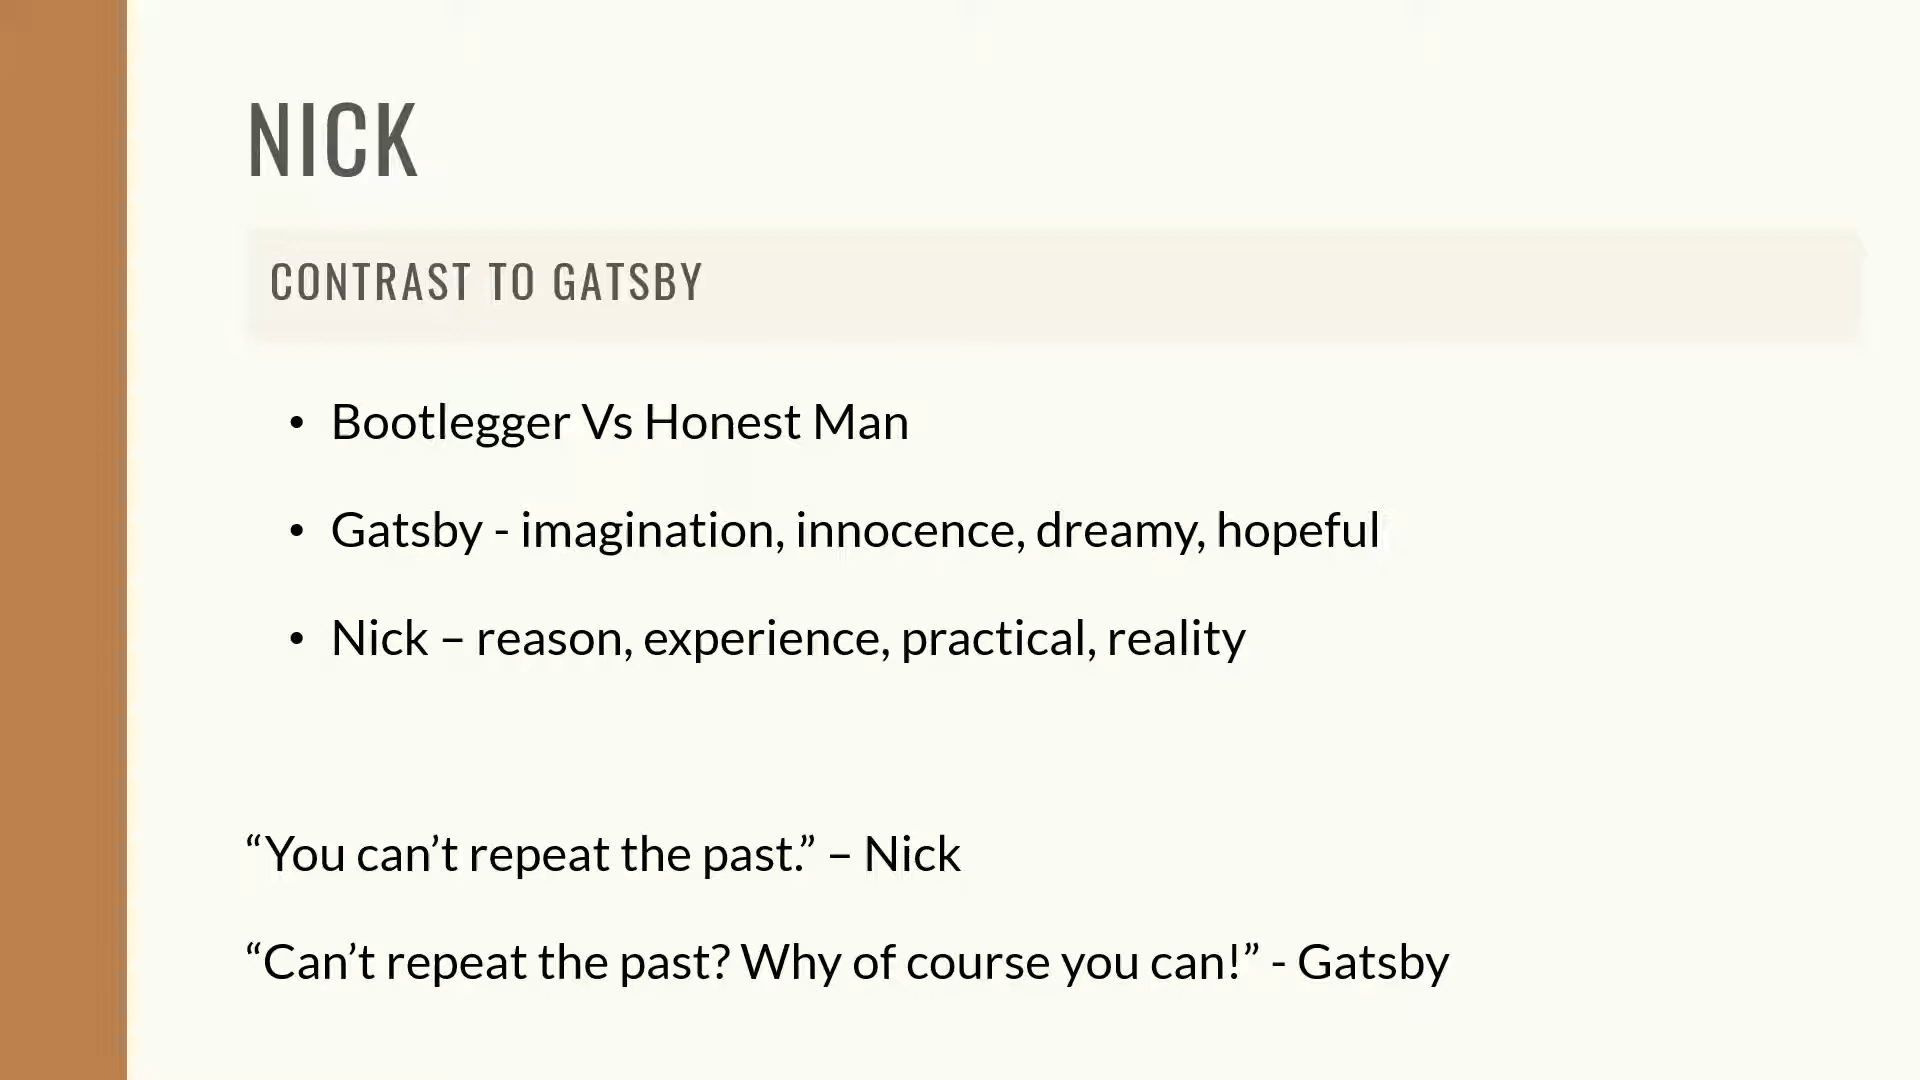 NICK
CONTRAST TO GATSBY
• Bootlegger Vs Honest Man
• Gatsby - imagination, innocence, dreamy, hopeful
• Nick – reason, experience, practical, reality
“You can’t repeat the past.” – Nick
“Can’t repeat the past? Why of course you can!” - Gatsby